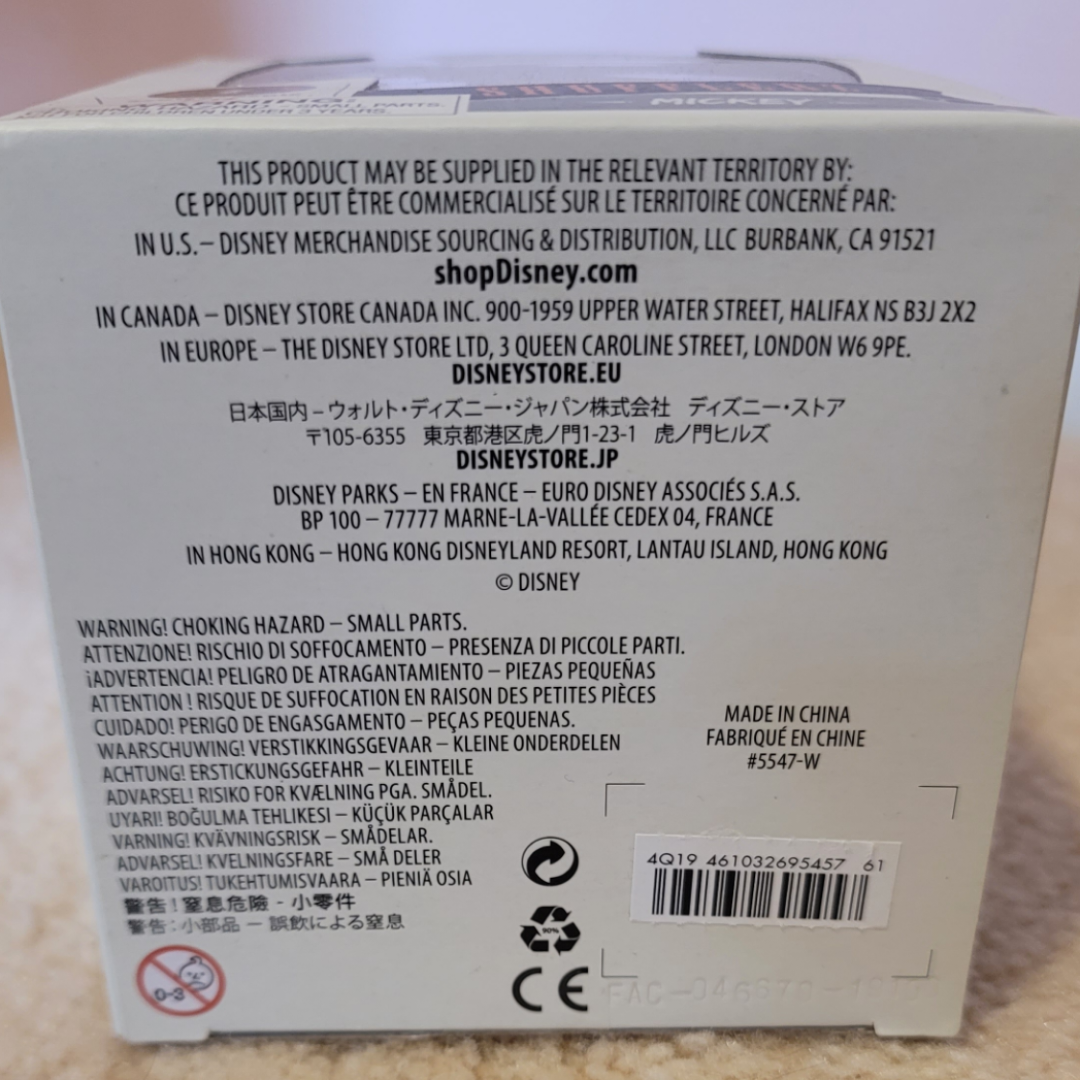 WARNING:
SMALL PARTS.
CHILDREN UNDER 3 YEARS.
MICKEY
THIS PRODUCT MAY BE SUPPLIED IN THE RELEVANT TERRITORY BY:
CE PRODUIT PEUT ÊTRE COMMERCIALISÉ SUR LE TERRITOIRE CONCERNÉ PAR:
IN U.S.– DISNEY MERCHANDISE SOURCING & DISTRIBUTION, LLC BURBANK, CA 91521
shopDisney.com
IN CANADA – DISNEY STORE CANADA INC. 900-1959 UPPER WATER STREET, HALIFAX NS B3J 2X2
IN EUROPE – THE DISNEY STORE LTD, 3 QUEEN CAROLINE STREET, LONDON W6 9PE.
DISNEYSTORE.EU
日本国内 – ウォルト・ディズニー・ジャパン株式会社 ディズニー・ストア
〒105-6355 東京都港区虎ノ門1-23-1 虎ノ門ヒルズ
DISNEYSTORE.JP
DISNEY PARKS – EN FRANCE – EURO DISNEY ASSOCIÉS S.A.S.
BP 100 – 77777 MARNE-LA-VALLÉE CEDEX 04, FRANCE
IN HONG KONG – HONG KONG DISNEYLAND RESORT, LANTAU ISLAND, HONG KONG
© DISNEY
WARNING! CHOKING HAZARD – SMALL PARTS.
ATTENZIONE! RISCHIO DI SOFFOCAMENTO – PRESENZA DI PICCOLE PARTI.
¡ADVERTENCIA! PELIGRO DE ATRAGANTAMIENTO – PIEZAS PEQUEÑAS
ATTENTION ! RISQUE DE SUFFOCATION EN RAISON DES PETITES PIÈCES
CUIDADO! PERIGO DE ENGASGAMENTO – PEÇAS PEQUENAS.
WAARSCHUWING! VERSTIKKINGSGEVAAR – KLEINE ONDERDELEN
ACHTUNG! ERSTICKUNGSGEFAHR – KLEINTEILE
ADVARSEL! RISIKO FOR KVÆLNING PGA. SMÅDEL.
UYARI! BOĞULMA TEHLIKESI – KÜÇÜK PARÇALAR
VARNING! KVÄVNINGSRISK – SMÅDELAR.
ADVARSEL! KVELNINGSFARE – SMÅ DELER
VAROITUS! TUKEHTUMISVAARA – PIENIÄ OSIA
警告！窒息危險 - 小零件
警告：小部品 — 誤飲による窒息
0-3
MADE IN CHINA
FABRIQUÉ EN CHINE
#5547-W
4Q19 461032695457 61
90%
CE